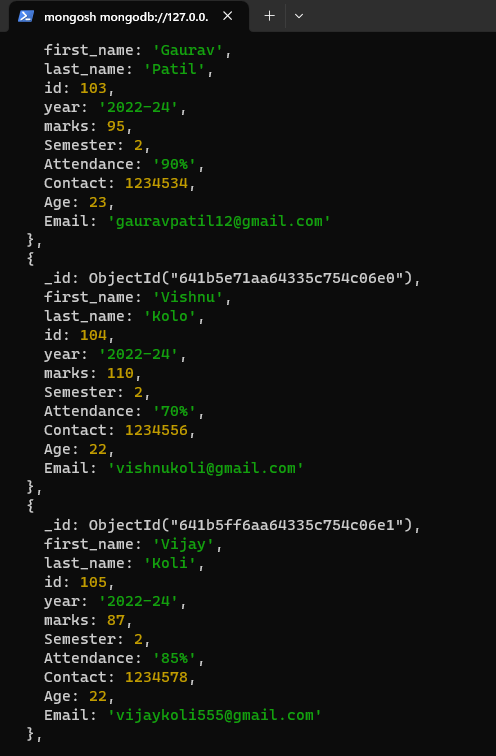 mongosh mongodb://127.0.0.
first_name: 'Gaurav',
last_name: 'Patil',
id: 103,
year: '2022-24',
marks: 95,
Semester: 2,
Attendance: '90%',
Contact: 1234534,
Age: 23,
Email: 'gauravpatil12@gmail.com'
},
{
_id: ObjectId("641b5e71aa64335c754c06e0"),
first_name: 'Vishnu',
last_name: 'Kolo',
id: 104,
year: '2022-24',
marks: 110,
Semester: 2,
Attendance: '70%',
Contact: 1234556,
Age: 22,
Email: 'vishnukoli@gmail.com'
},
{
_id: ObjectId("641b5ff6aa64335c754c06e1"),
first_name: 'Vijay',
last_name: 'Koli',
id: 105,
year: '2022-24',
marks: 87,
Semester: 2,
Attendance: '85%',
Contact: 1234578,
Age: 22,
Email: 'vijaykoli555@gmail.com'
},